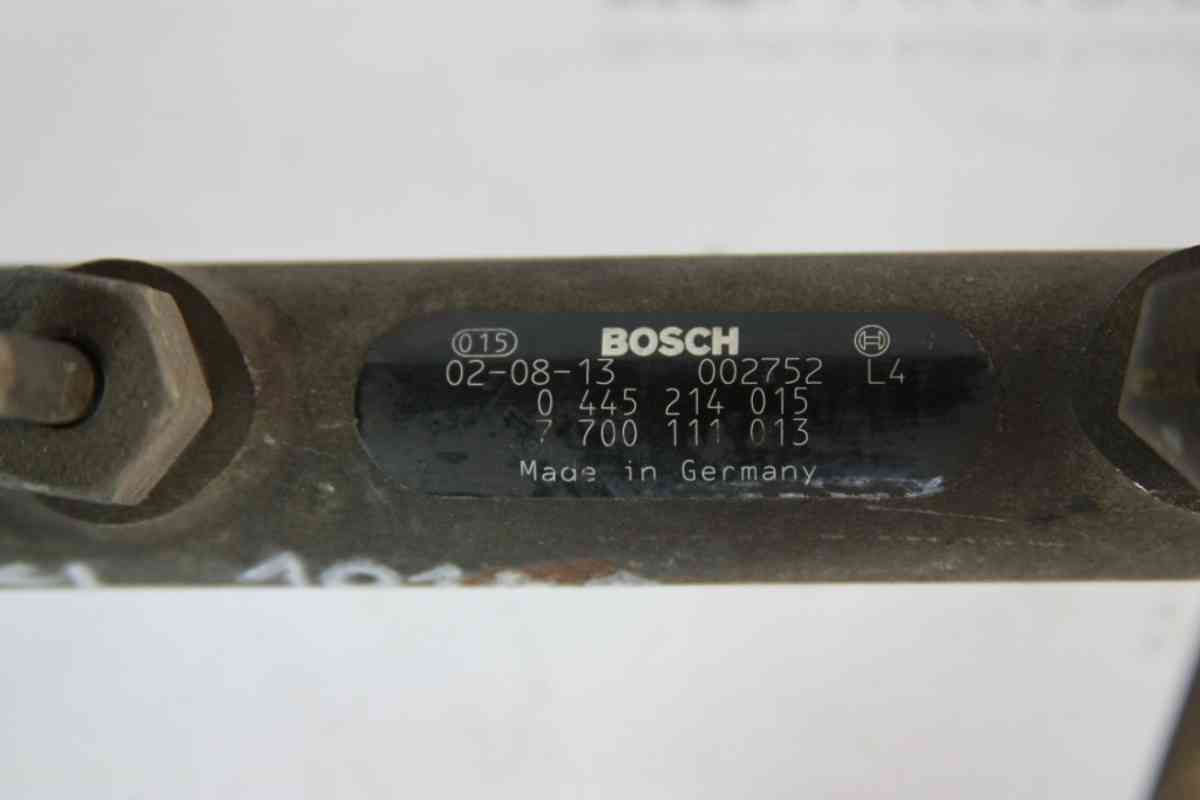 015 BOSCH
02-08-13 002752 L4
0 445 214 015
7 700 111 013
Made in Germany